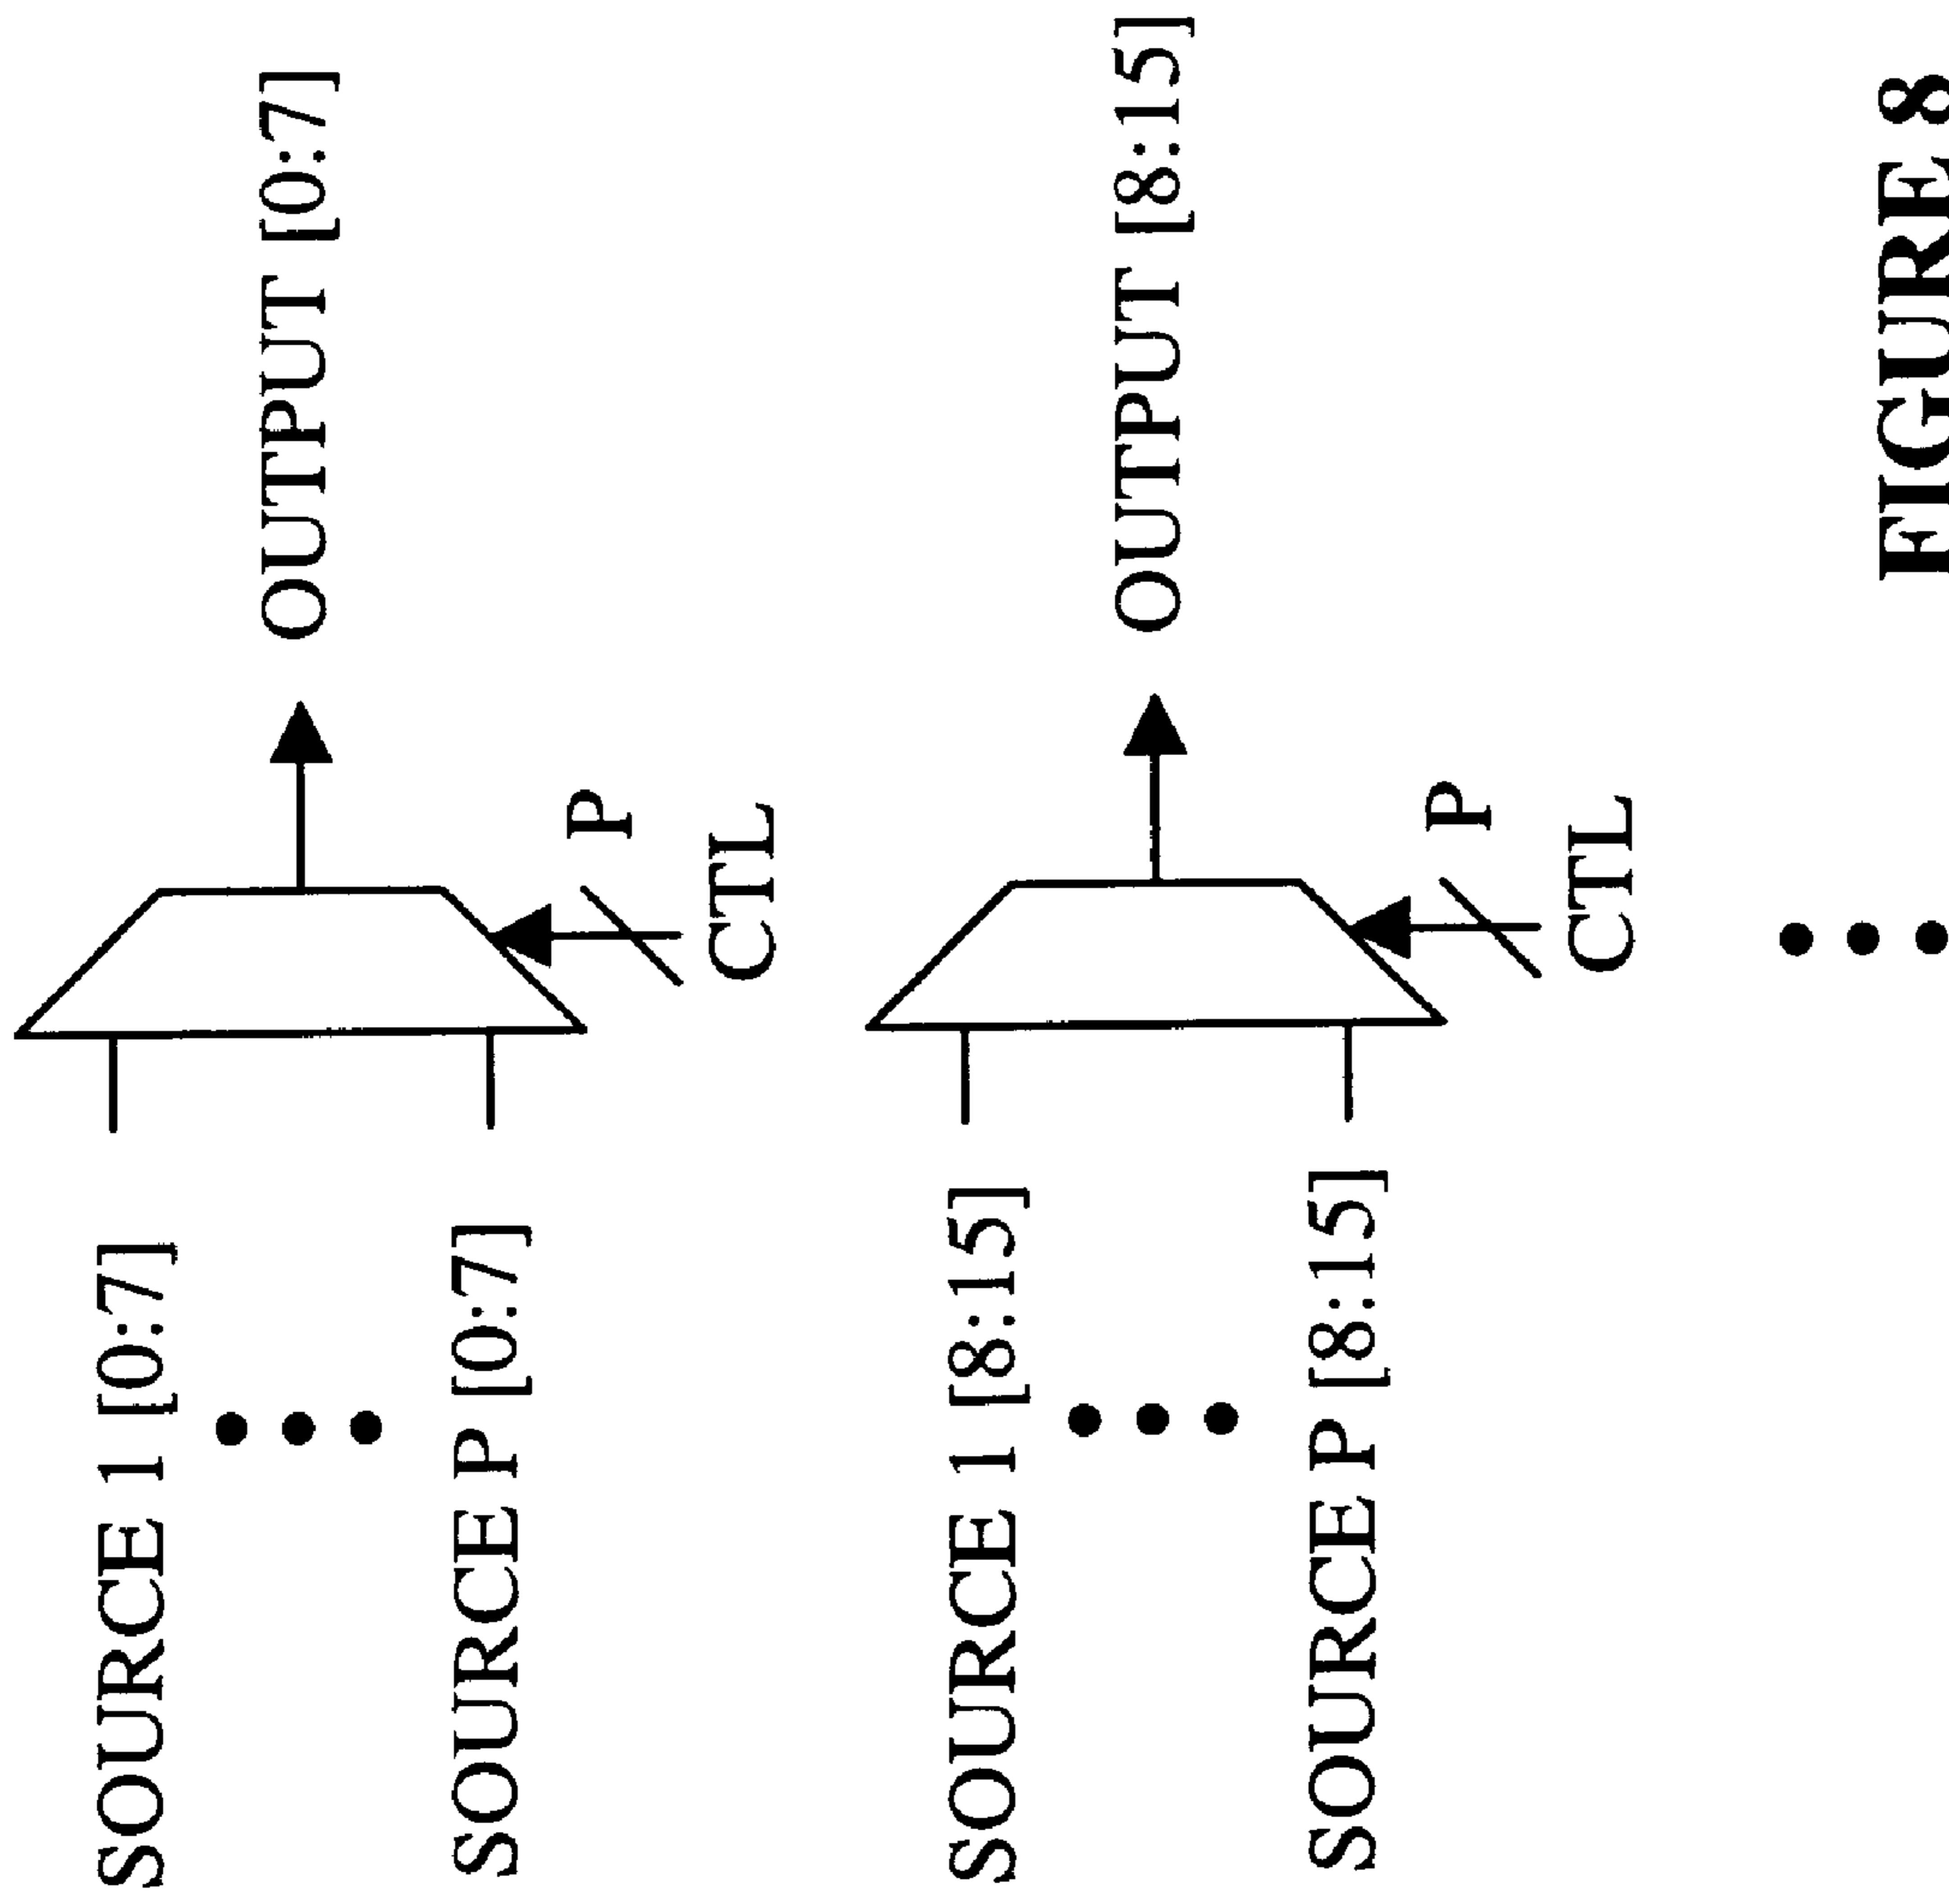 SOURCE 1 [0:7]
SOURCE P [0:7]
OUTPUT [0:7]
P
CTL
SOURCE 1 [8:15]
SOURCE P [8:15]
OUTPUT [8:15]
P
CTL
FIGURE 8